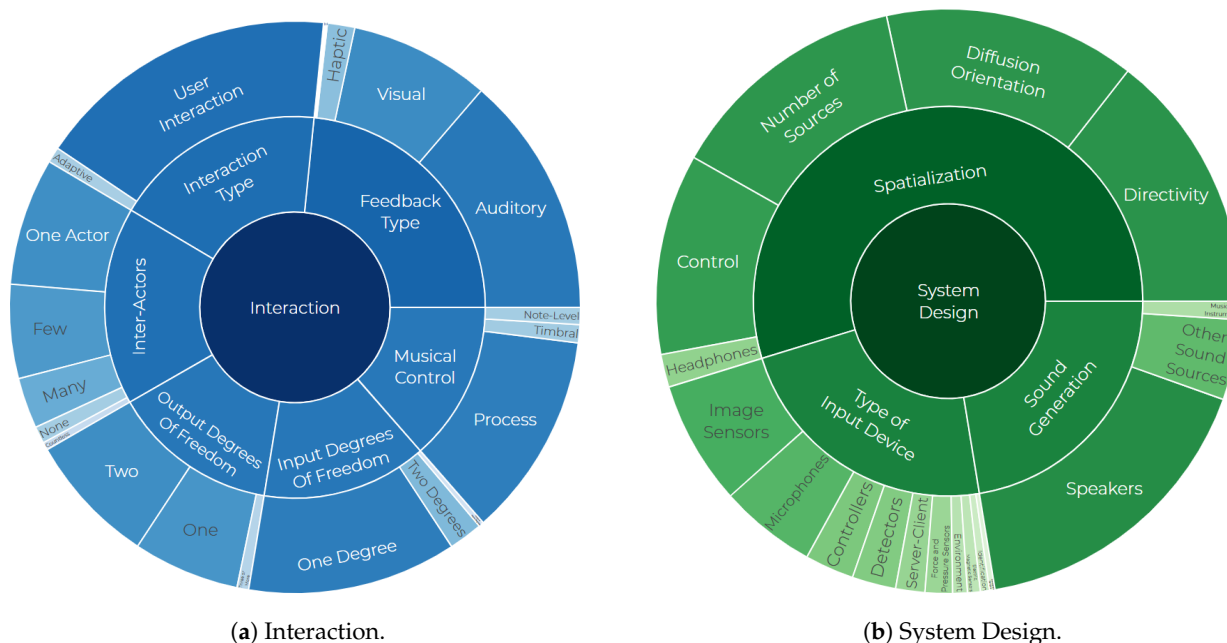 Haptic
Visual
User
Interaction
Adaptive
Interaction
Type
Feedback
Type
Auditory
One Actor
Inter-Actors
Interaction
Few
Many
None
Note-Level
Timbral
Musical
Control
Process
Output Degrees
Of Freedom
Input Degrees
Of Freedom
Two
One
One Degree
Two Degrees
(a) Interaction.
Number of
Sources
Diffusion
Orientation
Directivity
Spatialization
Control
System
Design
Headphones
Other
Sound
Sources
Sound
Generation
Type of
Input Device
Image
Sensors
Microphones
Controllers
Detectors
Server-Client
Force and
Pressure Sensors
Environment
Identification
Speakers
(b) System Design.